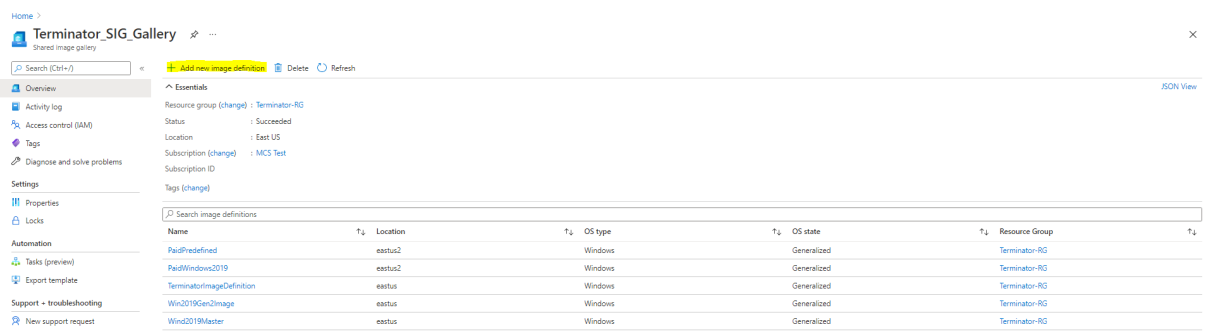 Home >
Terminator_SIG_Gallery ...
Shared image gallery
Search (Ctrl+/) «
Overview
Activity log
Access control (IAM)
Tags
Diagnose and solve problems
Settings
Properties
Locks
Automation
Tasks (preview)
Export template
Support + troubleshooting
New support request
+ Add new image definition Delete Refresh
Essentials JSON View
Resource group (change) : Terminator-RG
Status : Succeeded
Location : East US
Subscription (change) : MCS Test
Subscription ID
Tags (change)
Search image definitions
Name ↑↓ Location ↑↓ OS type ↑↓ OS state ↑↓ Resource Group ↑↓
PaidPredefined eastus2 Windows Generalized Terminator-RG
PaidWindows2019 eastus2 Windows Generalized Terminator-RG
TerminatorImageDefinition eastus Windows Generalized Terminator-RG
Win2019Gen2Image eastus Windows Generalized Terminator-RG
Wind2019Master eastus Windows Generalized Terminator-RG